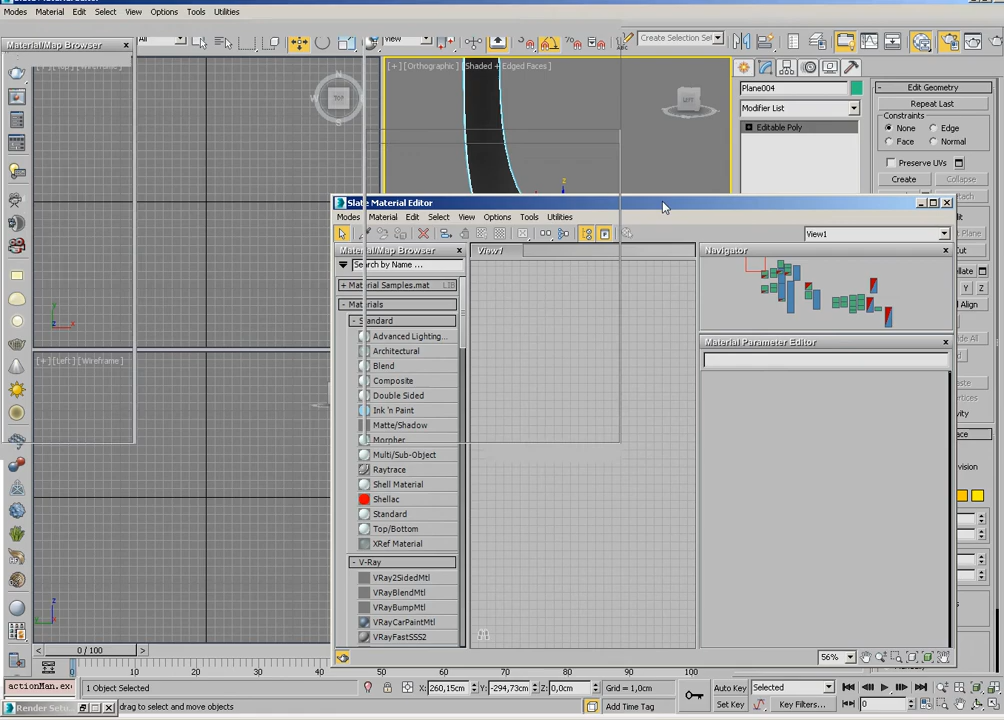 Modes Material Edit Select View Options Tools Utilities
Material/Map Browser
All
View
Create Selection Se
[+] [Orthographic] [Shaded + Edged Faces]
N
W
TOP
S
LEFT
Plane004
Modifier List
Editable Poly
Edit Geometry
Repeat Last
Constraints
None Edge
Face Normal
Preserve UVs
Create Collapse
Y Z
Slate Material Editor
Modes Material Edit Select View Options Tools Utilities
View1
Material/Map Browser
View1
Navigator
Search by Name ...
+ Material Samples.mat LIB
- Materials
- Standard
Advanced Lighting...
Architectural
Blend
Composite
Double Sided
Ink 'n Paint
Matte/Shadow
Morpher
Multi/Sub-Object
Raytrace
Shell Material
Shellac
Standard
Top/Bottom
XRef Material
- V-Ray
VRay2SidedMtl
VRayBlendMtl
VRayBumpMtl
VRayCarPaintMtl
VRayFastSSS2
Material Parameter Editor
56%
[+] [Left] [Wireframe]
z
y
x
0 / 100
0 10 20 30 40 50 60 70 80 90 100
actionMan.ex
1 Object Selected
X: 260,15cm Y: -294,73cm Z: 0,0cm
Grid = 1,0cm
Auto Key Selected
Render Setu.
drag to select and move objects
Add Time Tag
Set Key
Key Filters...
0